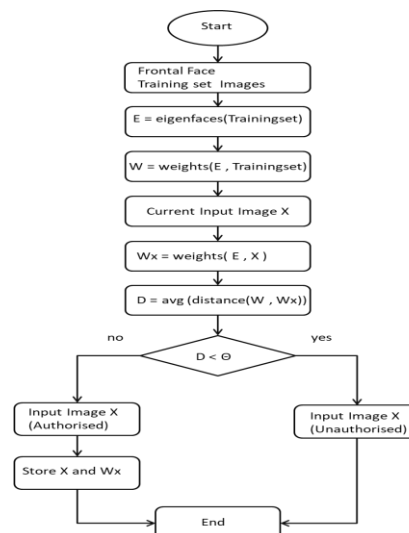 Start
Frontal Face
Training set Images
E = eigenfaces(Trainingset)
W = weights(E , Trainingset)
Current Input Image X
Wx = weights( E , X )
D = avg (distance(W , Wx))
no
yes
D < Θ
Input Image X
(Authorised)
Input Image X
(Unauthorised)
Store X and Wx
End